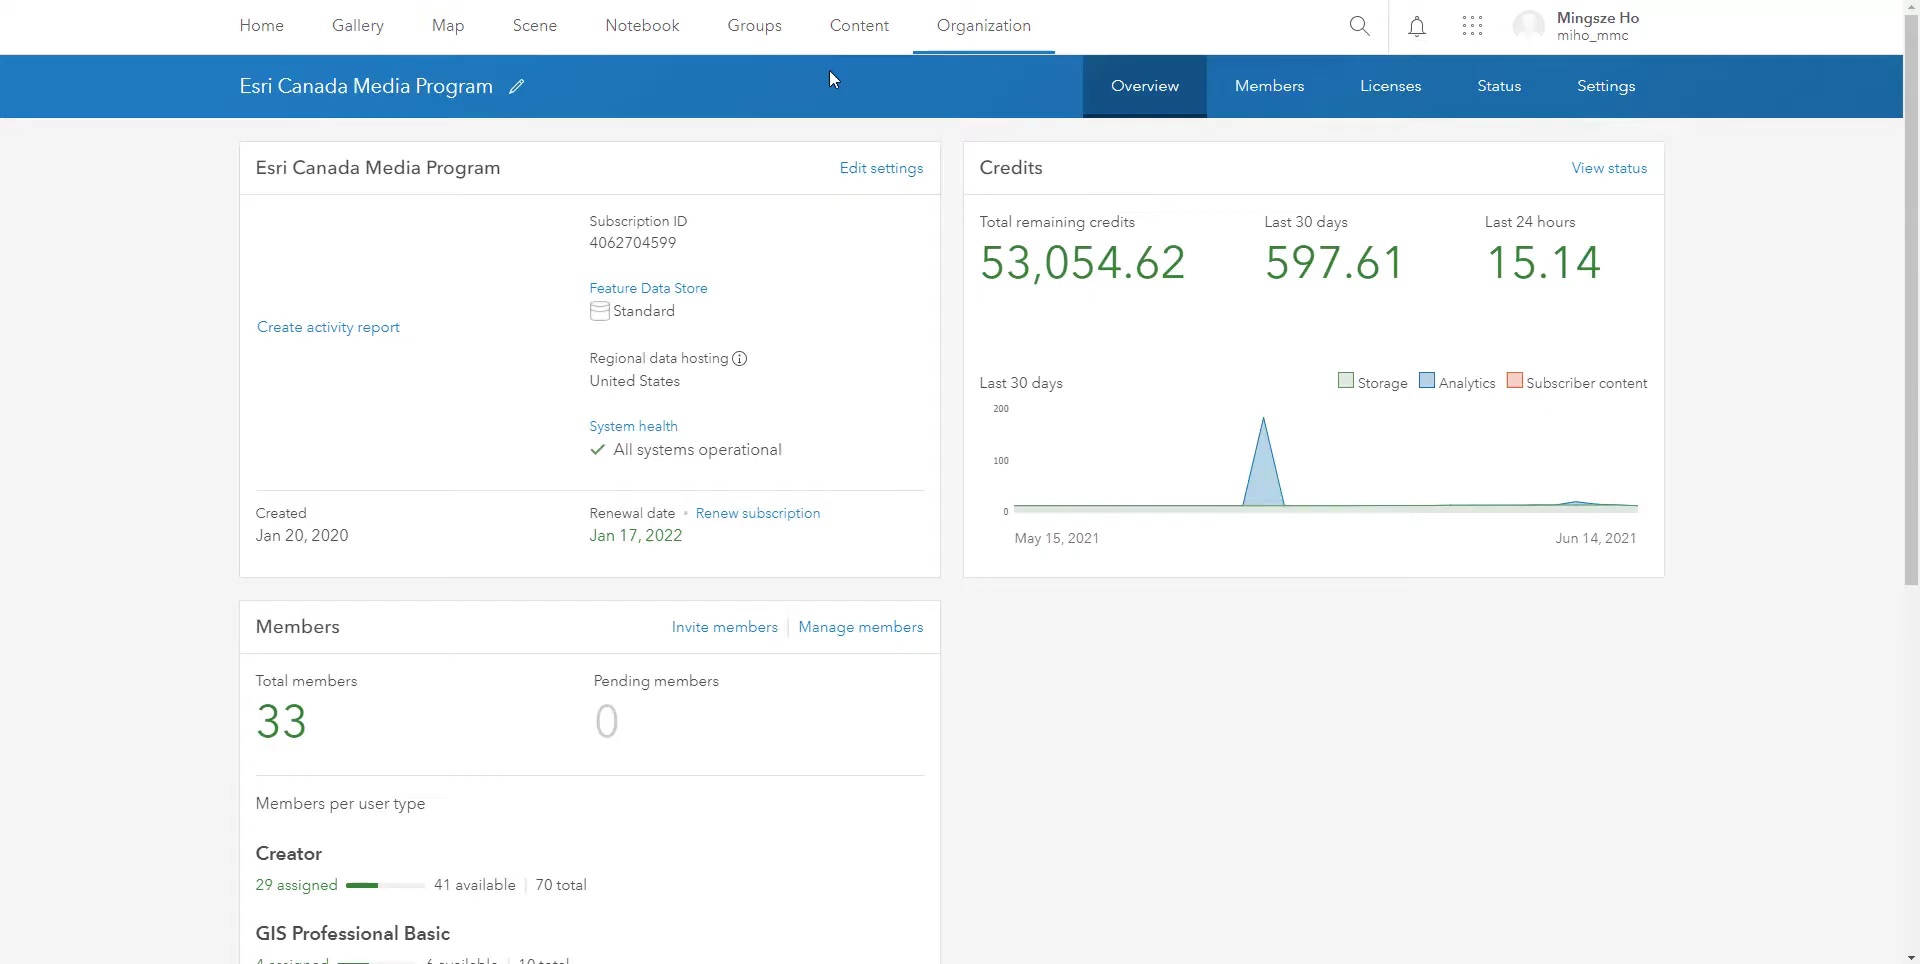 Home Gallery Map Scene Notebook Groups Content Organization
Mingsze Ho
miho_mmc
Esri Canada Media Program
Overview Members Licenses Status Settings
Esri Canada Media Program Edit settings
Subscription ID
4062704599
Feature Data Store
Standard
Create activity report
Regional data hosting
United States
System health
All systems operational
Created
Jan 20, 2020
Renewal date • Renew subscription
Jan 17, 2022
Credits View status
Total remaining credits Last 30 days Last 24 hours
53,054.62 597.61 15.14
Last 30 days Storage Analytics Subscriber content
200
100
0
May 15, 2021 Jun 14, 2021
Members Invite members Manage members
Total members Pending members
33 0
Members per user type
Creator
29 assigned 41 available 70 total
GIS Professional Basic
4 assigned 6 available 10 total